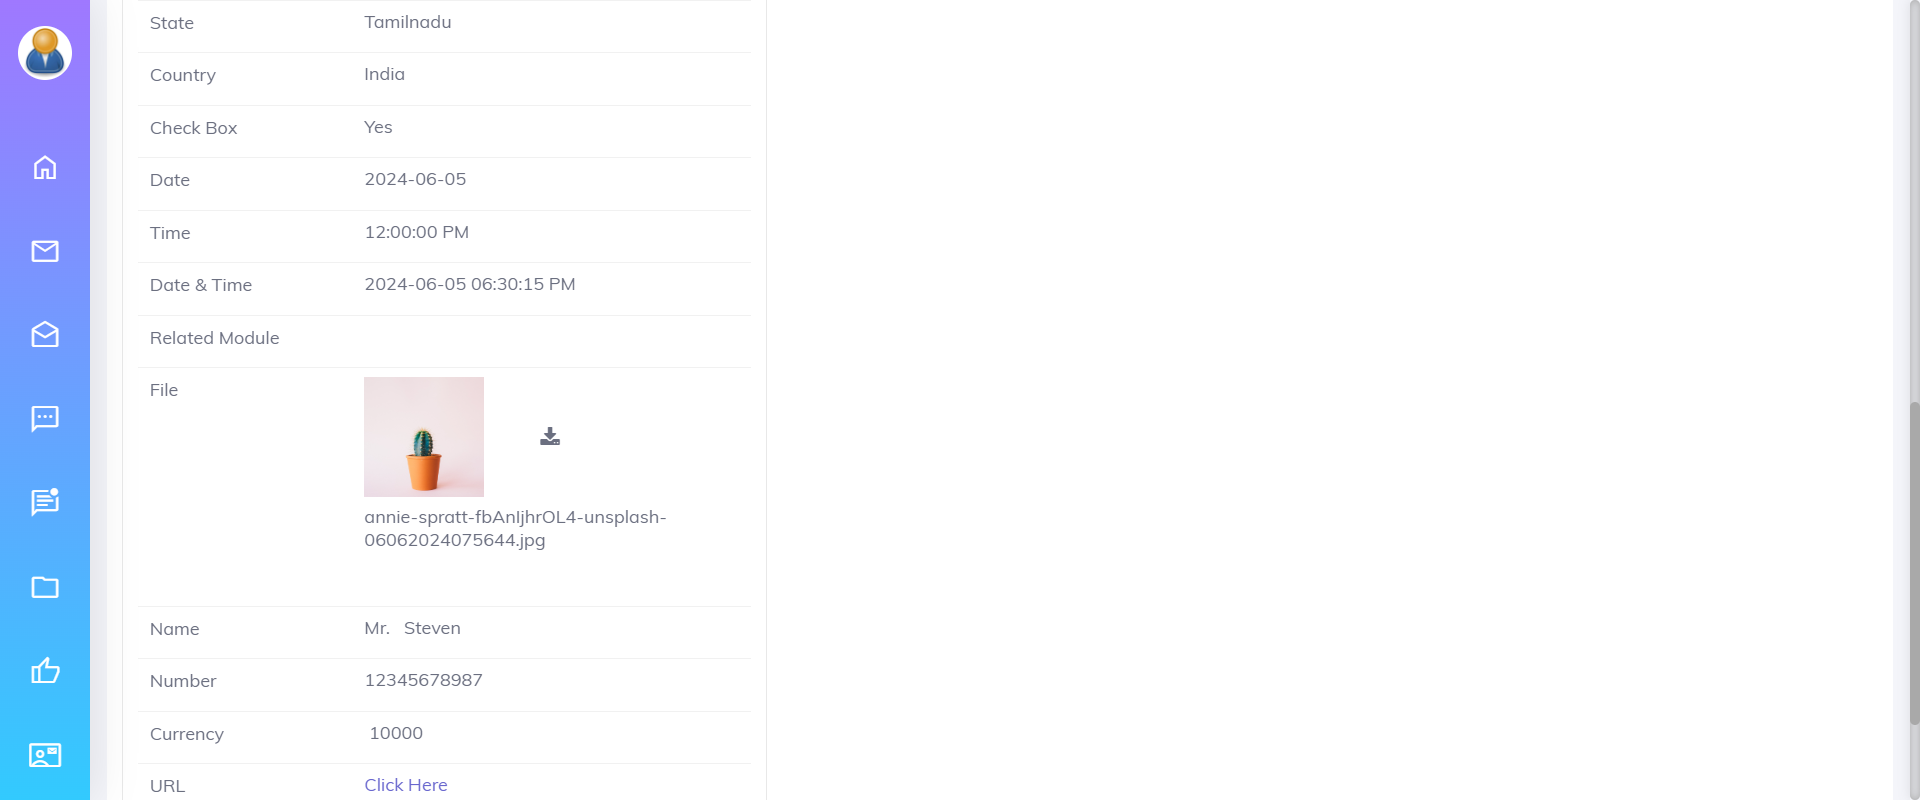 State Tamilnadu
Country India
Check Box Yes
Date 2024-06-05
Time 12:00:00 PM
Date & Time 2024-06-05 06:30:15 PM
Related Module
File
annie-spratt-fbAnIjhrOL4-unsplash-
06062024075644.jpg
Name Mr. Steven
Number 12345678987
Currency 10000
URL Click Here